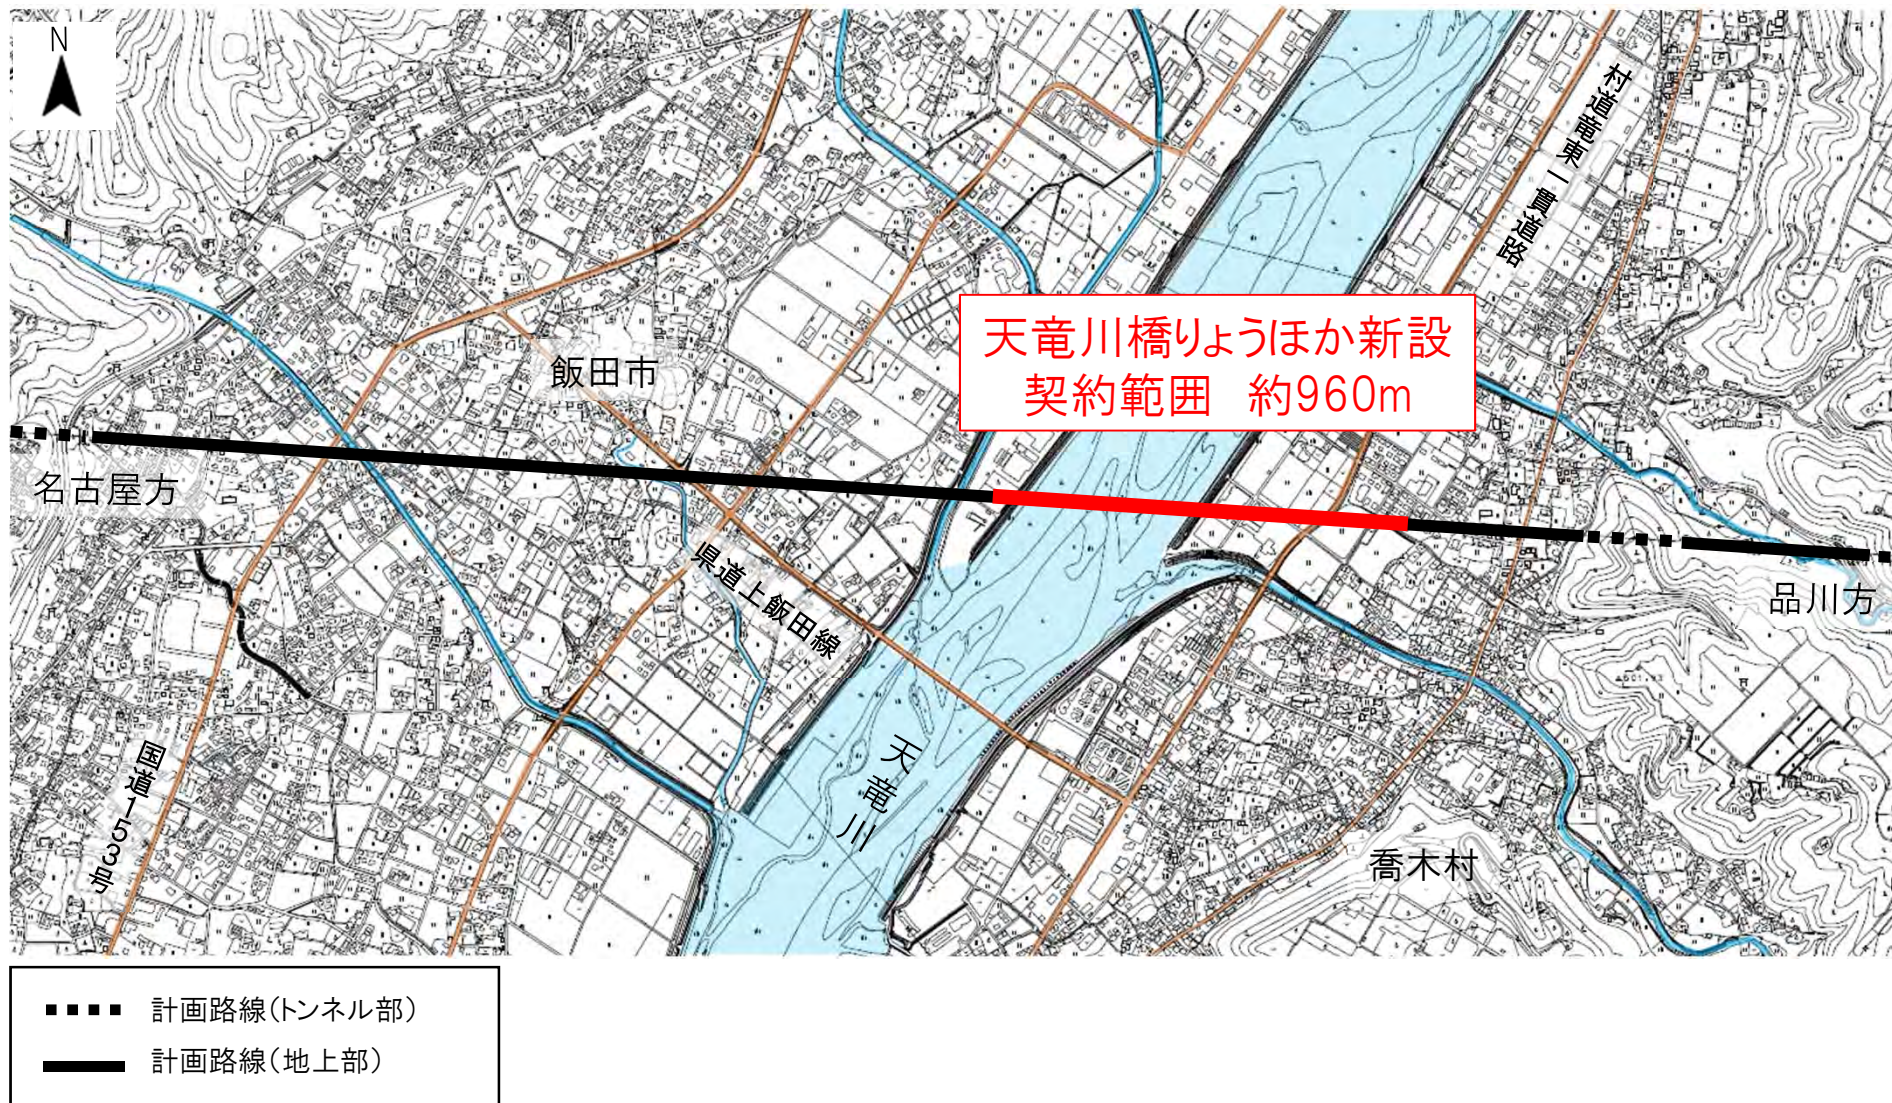 N
村道竜東一貫道路
天竜川橋りょうほか新設
契約範囲 約960m
飯田市
名古屋方
県道上飯田線
品川方
国道153号
天竜川
喬木村
計画路線(トンネル部)
計画路線(地上部)